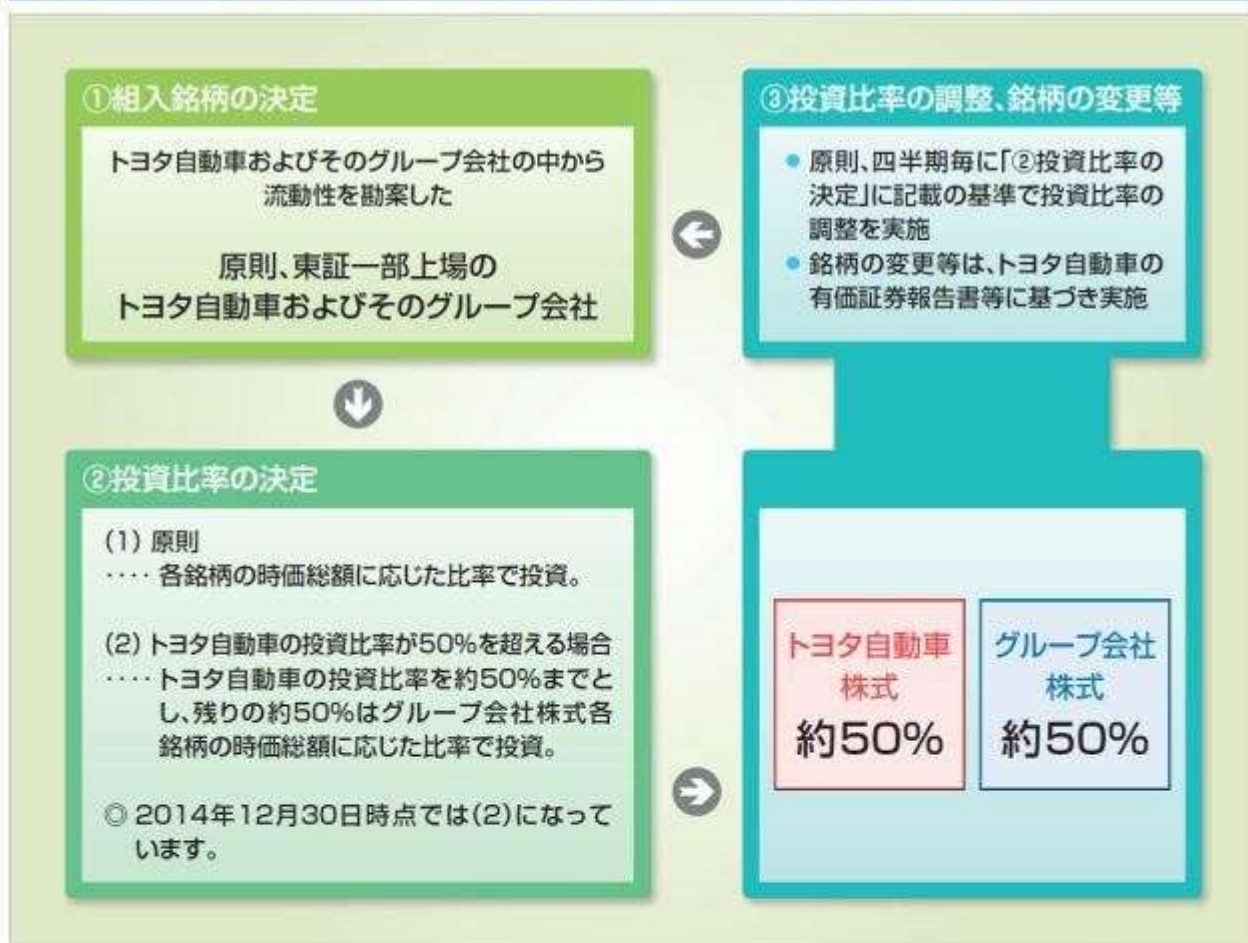 ①組入銘柄の決定
トヨタ自動車およびそのグループ会社の中から
流動性を勘案した
原則、東証一部上場の
トヨタ自動車およびそのグループ会社
②投資比率の決定
(1) 原則
‥‥ 各銘柄の時価総額に応じた比率で投資。
(2) トヨタ自動車の投資比率が50%を超える場合
‥‥ トヨタ自動車の投資比率を約50%までと
し、残りの約50%はグループ会社株式各
銘柄の時価総額に応じた比率で投資。
◎ 2014年12月30日時点では(2)になって
います。
トヨタ自動車
株式
約50%
グループ会社
株式
約50%
③投資比率の調整、銘柄の変更等
● 原則、四半期毎に「②投資比率の
決定」に記載の基準で投資比率の
調整を実施
● 銘柄の変更等は、トヨタ自動車の
有価証券報告書等に基づき実施